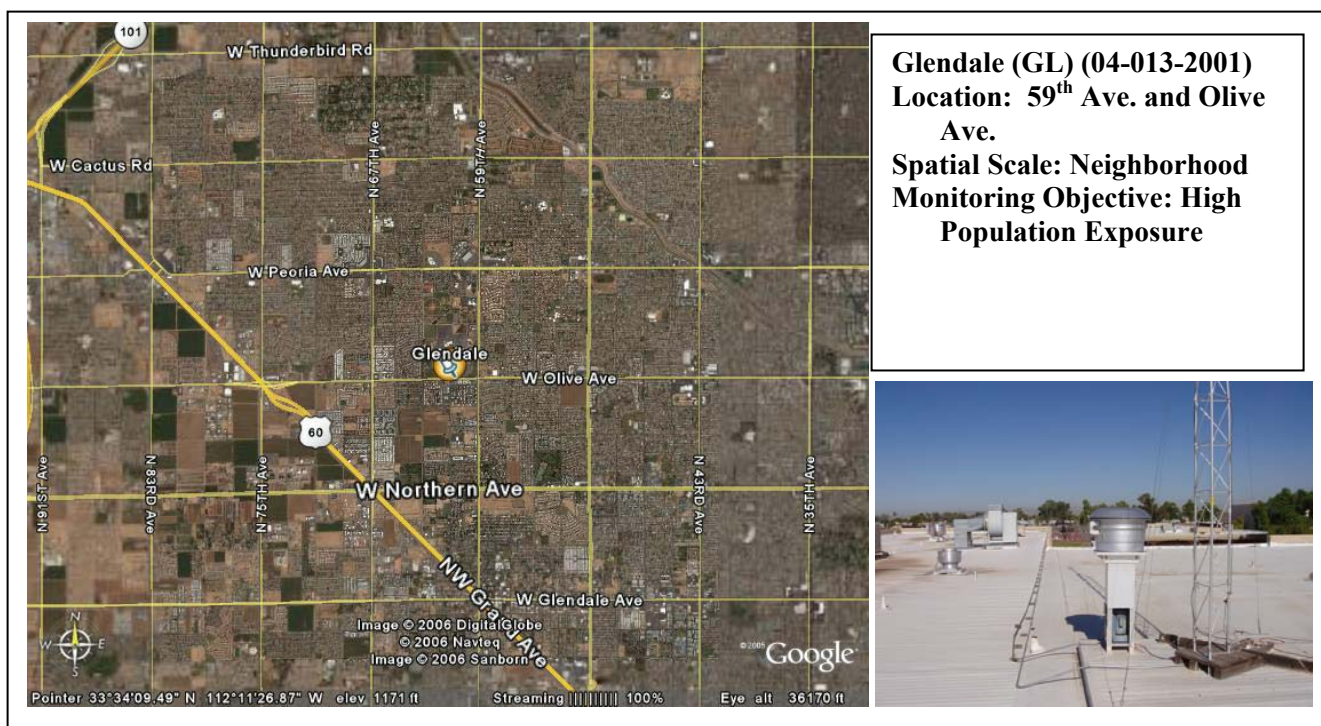 101
W Thunderbird Rd
N 67TH Ave
N 59TH Ave
W Cactus Rd
W Peoria Ave
Glendale
W Olive Ave
60
N 91ST Ave
N 83RD Ave
N 75TH Ave
W Northern Ave
N 43RD Ave
N 35TH Ave
NW Grand Ave
W Glendale Ave
N
W E
S
Image © 2006 DigitalGlobe
© 2006 Navteq
Image © 2006 Sanborn
©2005 Google
Pointer 33°34'09.49" N 112°11'26.87" W elev 1171 ft Streaming |||||||||| 100% Eye alt 36170 ft
Glendale (GL) (04-013-2001)
Location: 59th Ave. and Olive
Ave.
Spatial Scale: Neighborhood
Monitoring Objective: High
Population Exposure